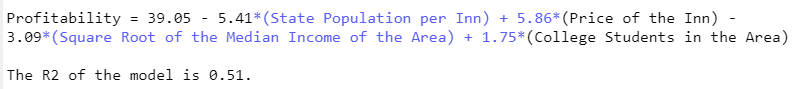 Profitability = 39.05 - 5.41*(State Population per Inn) + 5.86*(Price of the Inn) -
3.09*(Square Root of the Median Income of the Area) + 1.75*(College Students in the Area)
The R2 of the model is 0.51.